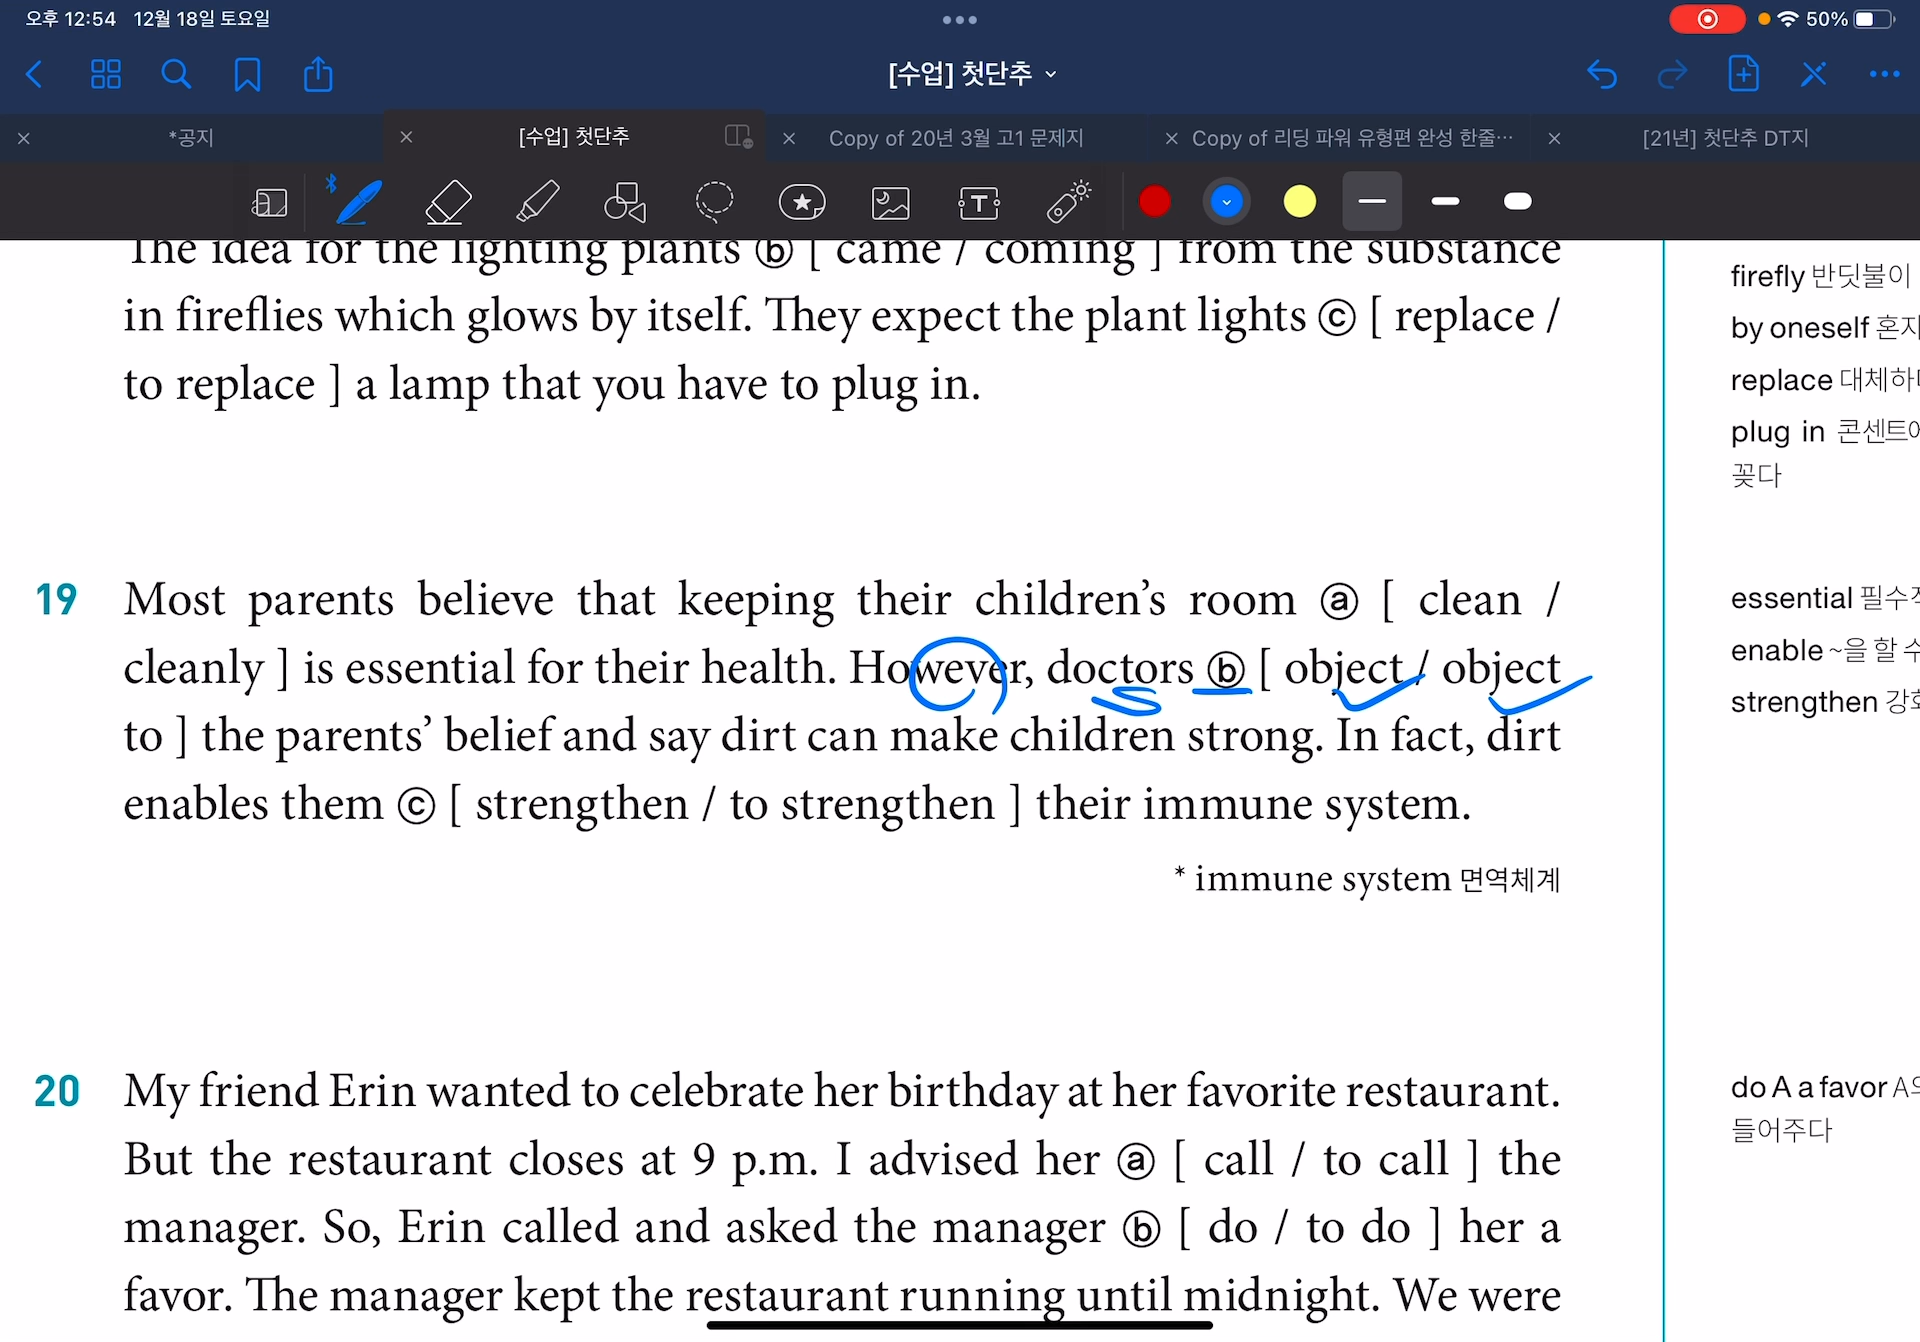 오후 12:54 12월 18일 토요일
50%
[수업] 첫단추
*공지
[수업] 첫단추
Copy of 20년 3월 고1 문제지
Copy of 리딩 파워 유형편 완성 한줄…
[21년] 첫단추 DT지
The idea for the lighting plants ⓑ [ came / coming ] from the substance
in fireflies which glows by itself. They expect the plant lights ⓒ [ replace /
to replace ] a lamp that you have to plug in.
firefly 반딧불이
by oneself 혼자
replace 대체하
plug in 콘센트에
꽂다
19 Most parents believe that keeping their children’s room ⓐ [ clean /
cleanly ] is essential for their health. However, doctors ⓑ [ object / object
to ] the parents’ belief and say dirt can make children strong. In fact, dirt
enables them ⓒ [ strengthen / to strengthen ] their immune system.
* immune system 면역체계
essential 필수
enable ~을 할 수
strengthen 강
20 My friend Erin wanted to celebrate her birthday at her favorite restaurant.
But the restaurant closes at 9 p.m. I advised her ⓐ [ call / to call ] the
manager. So, Erin called and asked the manager ⓑ [ do / to do ] her a
favor. The manager kept the restaurant running until midnight. We were
do A a favor A
들어주다